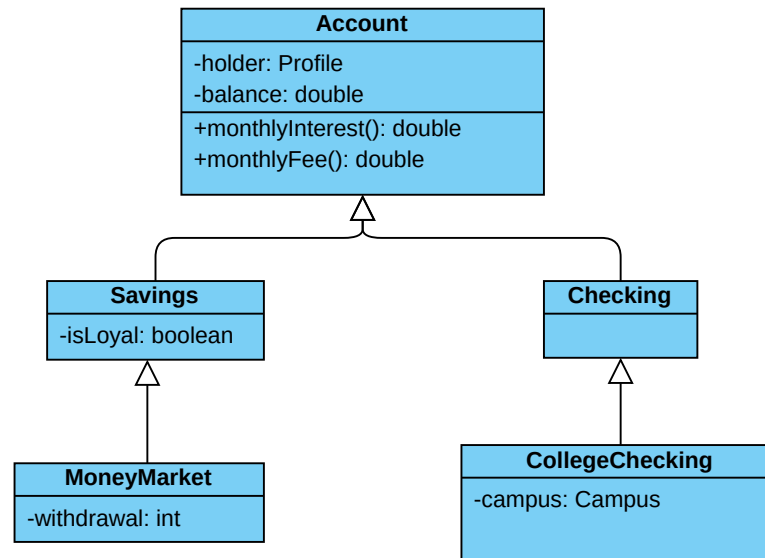 Account
-holder: Profile
-balance: double
+monthlyInterest(): double
+monthlyFee(): double
Savings
-isLoyal: boolean
Checking
MoneyMarket
-withdrawal: int
CollegeChecking
-campus: Campus